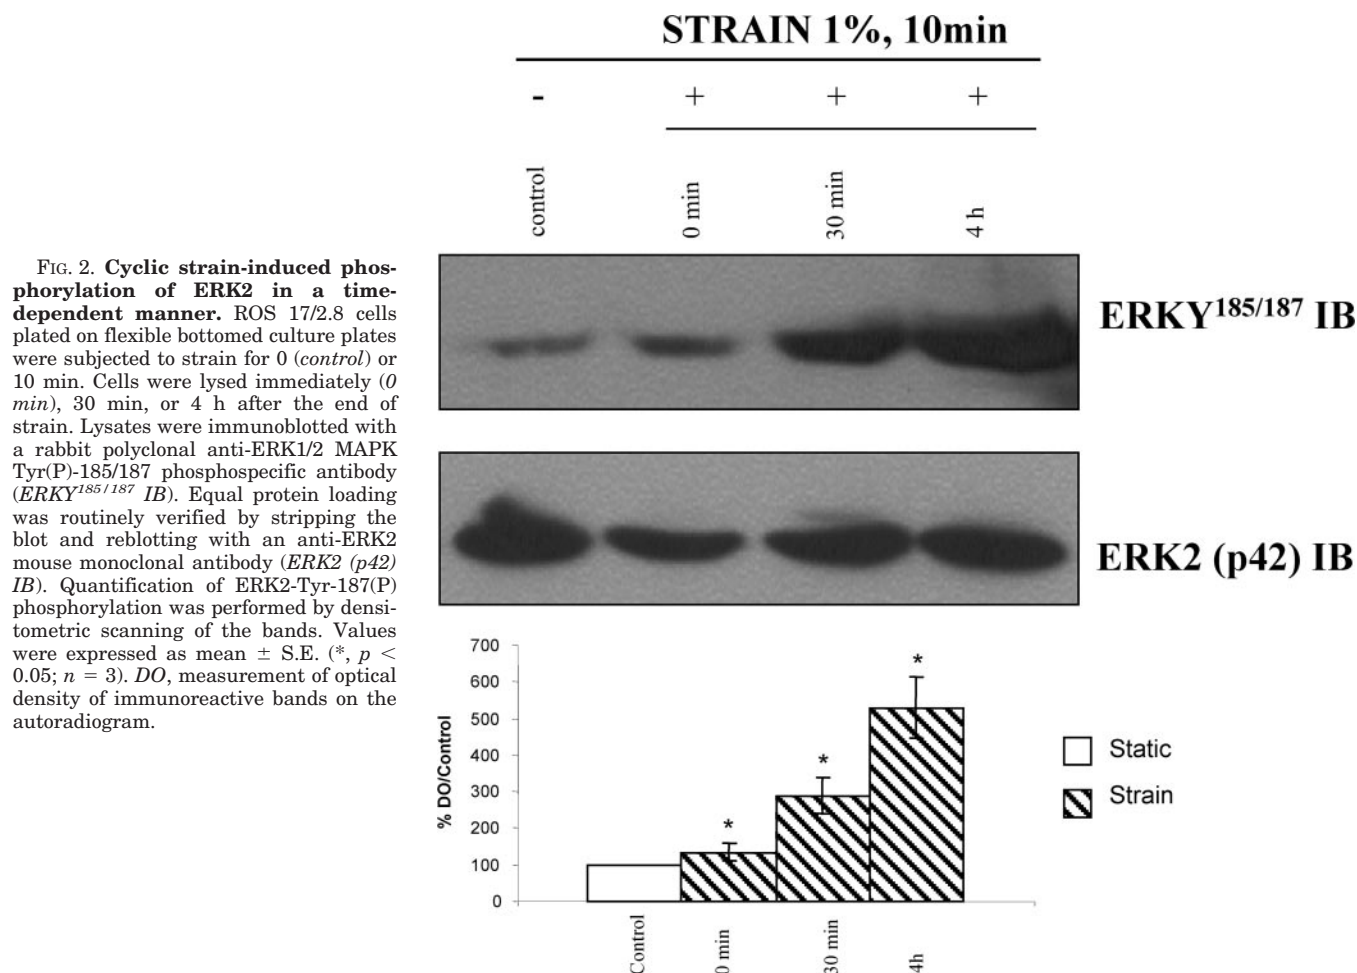 STRAIN 1%, 10min
- + + +
control 0 min 30 min 4 h
ERKY185/187 IB
ERK2 (p42) IB
FIG. 2. Cyclic strain-induced phos-
phorylation of ERK2 in a time-
dependent manner. ROS 17/2.8 cells
plated on flexible bottomed culture plates
were subjected to strain for 0 (control) or
10 min. Cells were lysed immediately (0
min), 30 min, or 4 h after the end of
strain. Lysates were immunoblotted with
a rabbit polyclonal anti-ERK1/2 MAPK
Tyr(P)-185/187 phosphospecific antibody
(ERKY185/187 IB). Equal protein loading
was routinely verified by stripping the
blot and reblotting with an anti-ERK2
mouse monoclonal antibody (ERK2 (p42)
IB). Quantification of ERK2-Tyr-187(P)
phosphorylation was performed by densi-
tometric scanning of the bands. Values
were expressed as mean ± S.E. (*, p <
0.05; n = 3). DO, measurement of optical
density of immunoreactive bands on the
autoradiogram.
% DO/Control
700
600
500
400
300
200
100
0
* * *
Control 0 min 30 min 4h
Static
Strain